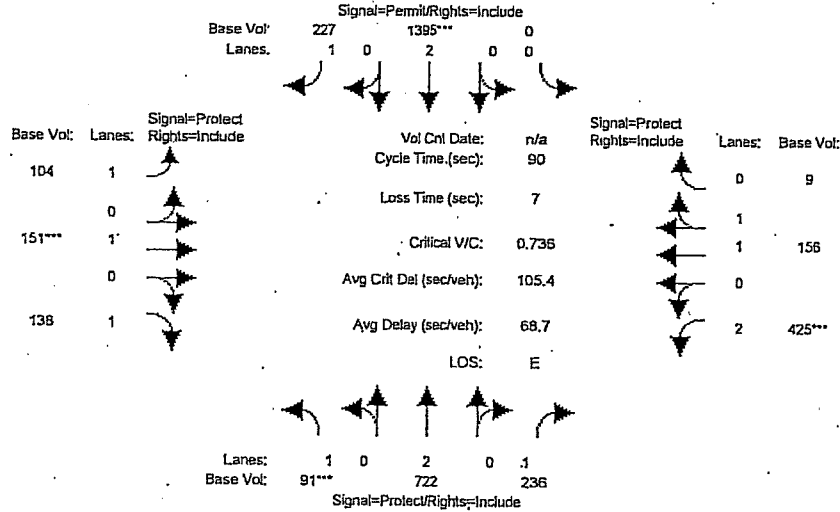 Signal=Permit/Rights=Include
Base Vol: 227 1395*** 0
Lanes: 1 0 2 0 0
Signal=Protect
Rights=Include
Base Vol: Lanes:
104 1
0
151*** 1
0
138 1
Vol Cnt Date: n/a
Cycle Time (sec): 90
Loss Time (sec): 7
Critical V/C: 0.736
Avg Crit Del (sec/veh): 105.4
Avg Delay (sec/veh): 68.7
LOS: E
Signal=Protect
Rights=Include
Lanes: Base Vol:
0 9
1
1 156
0
2 425***
Lanes: 1 0 2 0 1
Base Vol: 91*** 722 236
Signal=Protect/Rights=Include